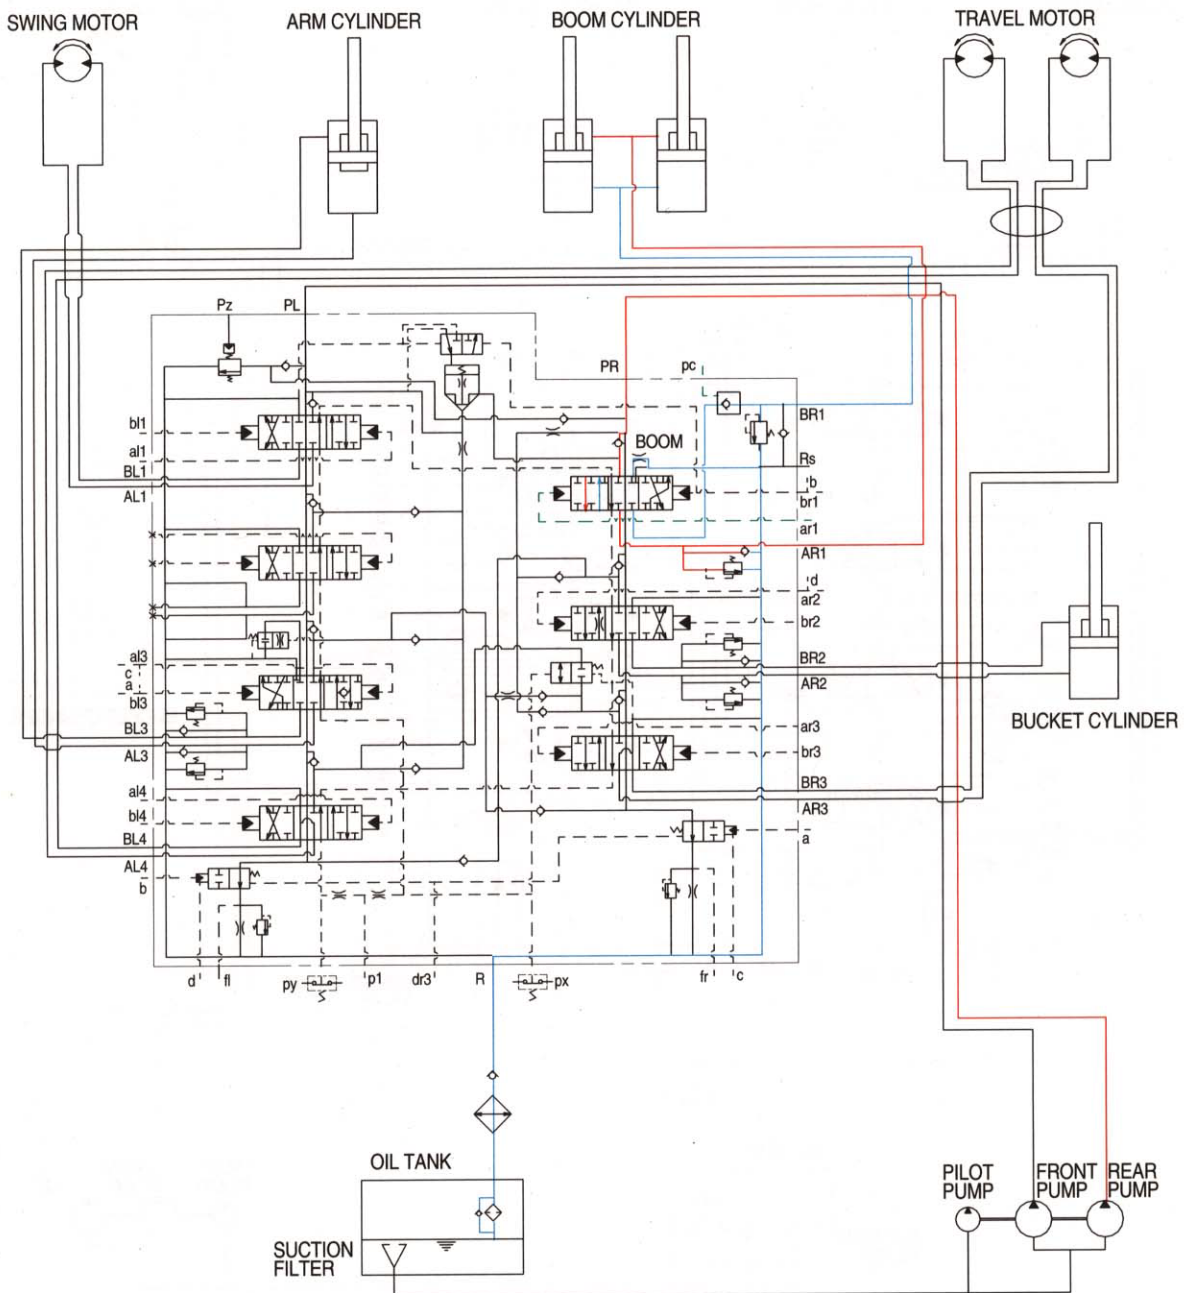 SWING MOTOR
ARM CYLINDER
BOOM CYLINDER
TRAVEL MOTOR
Pz
PL
PR
pc
bl1
al1
BL1
AL1
BOOM
BR1
Rs
b
br1
ar1
AR1
d
ar2
br2
BR2
AR2
ar3
br3
BR3
AR3
a
al3
c
a
bl3
BL3
AL3
al4
bl4
BL4
AL4
b
BUCKET CYLINDER
d
fl
py
p1
dr3
R
px
fr
c
OIL TANK
SUCTION
FILTER
PILOT
PUMP
FRONT
PUMP
REAR
PUMP